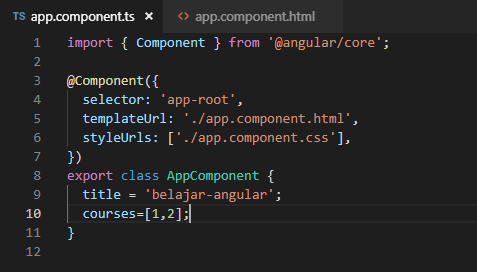 TS app.component.ts × <> app.component.html
1 import { Component } from '@angular/core';
2
3 @Component({
4   selector: 'app-root',
5   templateUrl: './app.component.html',
6   styleUrls: ['./app.component.css'],
7 })
8 export class AppComponent {
9   title = 'belajar-angular';
10   courses=[1,2];
11 }
12